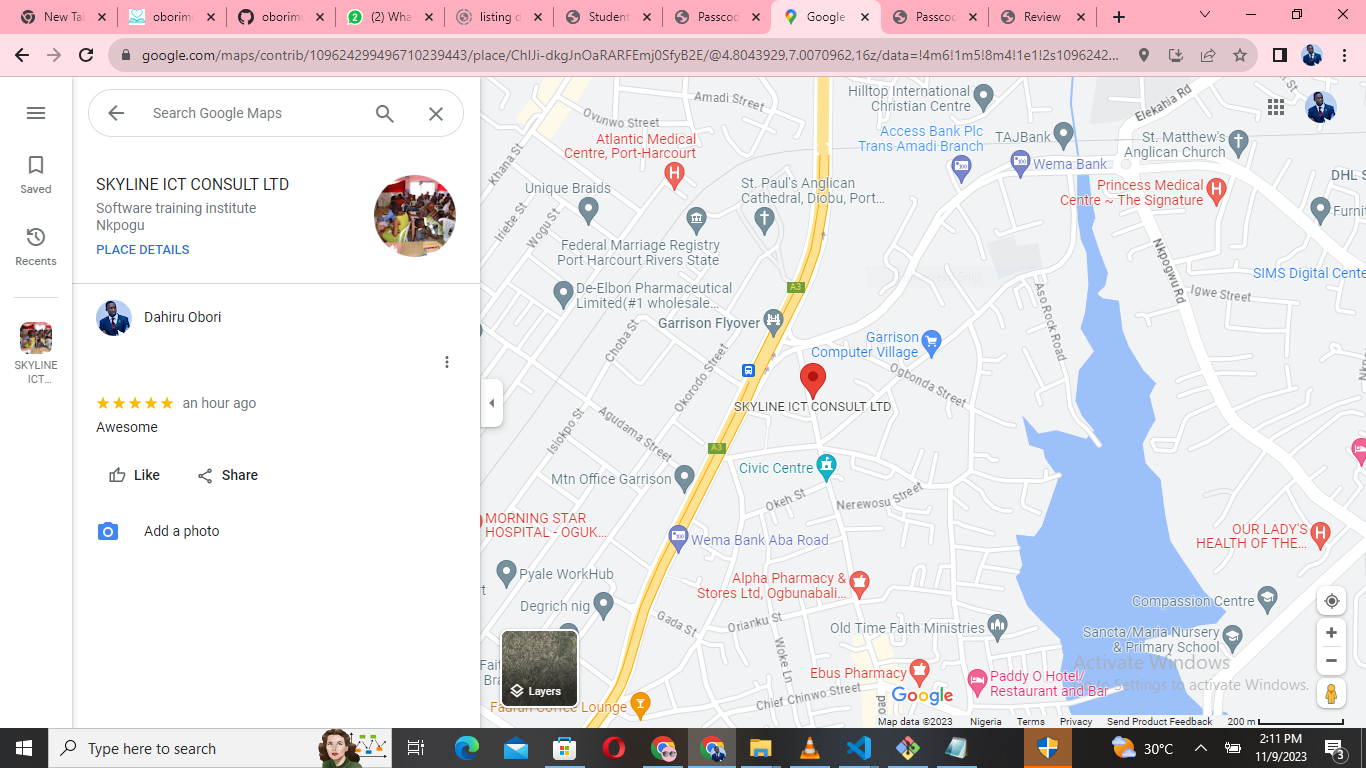 New Tal
oborimu
oborimu
(2) Wha
listing d
Student
Passcod
Google
Passcod
Review
google.com/maps/contrib/109624299496710239443/place/ChIJi-dkgJnOaRARFEmj0SfyB2E/@4.8043929,7.0070962,16z/data=!4m6!1m5!8m4!1e1!2s1096242...
Search Google Maps
Saved
Recents
SKYLINE
ICT...
SKYLINE ICT CONSULT LTD
Software training institute
Nkpogu
PLACE DETAILS
Dahiru Obori
an hour ago
Awesome
Like
Share
Add a photo
Amadi Street
Ovunwo Street
Hilltop International
Christian Centre
Elekahia Rd
Atlantic Medical
Centre, Port-Harcourt
Access Bank Plc
Trans Amadi Branch
TAJBank
St. Matthew's
Anglican Church
Wema Bank
Khana St
Unique Braids
St. Paul's Anglican
Cathedral, Diobu, Port...
Princess Medical
Centre ~ The Signature
DHL S
Furnit
Iriebe St
Wogu St
Federal Marriage Registry
Port Harcourt Rivers State
Nkpogwu Rd
SIMS Digital Cente
A3
De-Elbon Pharmaceutical
Limited(#1 wholesale...
Igwe Street
Aso Rock Road
Garrison Flyover
Choba St
Garrison
Computer Village
Okorodo Street
Ogbonda Street
SKYLINE ICT CONSULT LTD
Isiokpo St
Agudama Street
A3
Civic Centre
Mtn Office Garrison
Okeh St
Nerewosu Street
MORNING STAR
HOSPITAL - OGUK...
OUR LADY'S
HEALTH OF THE...
Wema Bank Aba Road
Pyale WorkHub
Alpha Pharmacy &
Stores Ltd, Ogbunabali...
Compassion Centre
Degrich nig
Gada St
Orianku St
Old Time Faith Ministries
Sancta/Maria Nursery
& Primary School
Woke Ln
Ebus Pharmacy
Paddy O Hotel/
Restaurant and Bar
Chief Chinwo Street
Layers
Google
Activate Windows
Go to Settings to activate Windows.
Map data ©2023
Nigeria
Terms
Privacy
Send Product Feedback
200 m
Type here to search
30°C
2:11 PM
11/9/2023
3